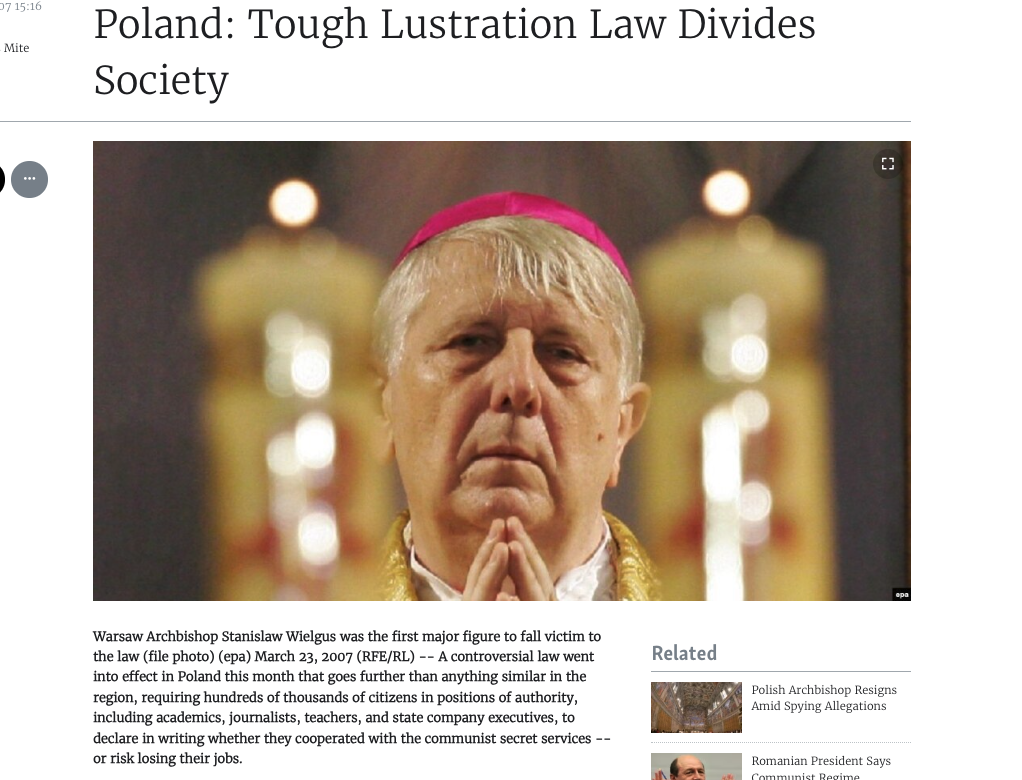 07 15:16
Mite
Poland: Tough Lustration Law Divides
Society
epa
Warsaw Archbishop Stanislaw Wielgus was the first major figure to fall victim to
the law (file photo) (epa) March 23, 2007 (RFE/RL) -- A controversial law went
into effect in Poland this month that goes further than anything similar in the
region, requiring hundreds of thousands of citizens in positions of authority,
including academics, journalists, teachers, and state company executives, to
declare in writing whether they cooperated with the communist secret services --
or risk losing their jobs.
Related
Polish Archbishop Resigns
Amid Spying Allegations
Romanian President Says
Communist Regime